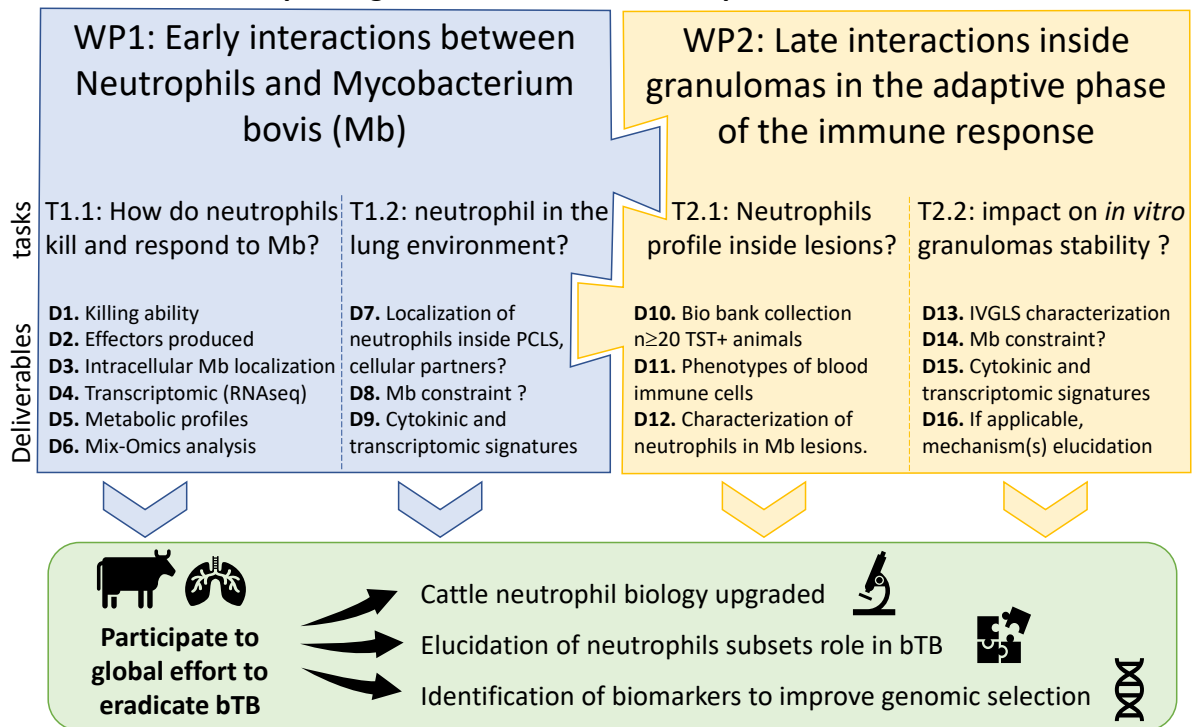 WP1: Early interactions between
Neutrophils and Mycobacterium
bovis (Mb)
WP2: Late interactions inside
granulomas in the adaptive phase
of the immune response
tasks
T1.1: How do neutrophils
kill and respond to Mb?
T1.2: neutrophil in the
lung environment?
T2.1: Neutrophils
profile inside lesions?
T2.2: impact on in vitro
granulomas stability ?
Deliverables
D1. Killing ability
D2. Effectors produced
D3. Intracellular Mb localization
D4. Transcriptomic (RNAseq)
D5. Metabolic profiles
D6. Mix-Omics analysis
D7. Localization of
neutrophils inside PCLS,
cellular partners?
D8. Mb constraint ?
D9. Cytokinic and
transcriptomic signatures
D10. Bio bank collection
n≥20 TST+ animals
D11. Phenotypes of blood
immune cells
D12. Characterization of
neutrophils in Mb lesions.
D13. IVGLS characterization
D14. Mb constraint?
D15. Cytokinic and
transcriptomic signatures
D16. If applicable,
mechanism(s) elucidation
Participate to
global effort to
eradicate bTB
Cattle neutrophil biology upgraded
Elucidation of neutrophils subsets role in bTB
Identification of biomarkers to improve genomic selection